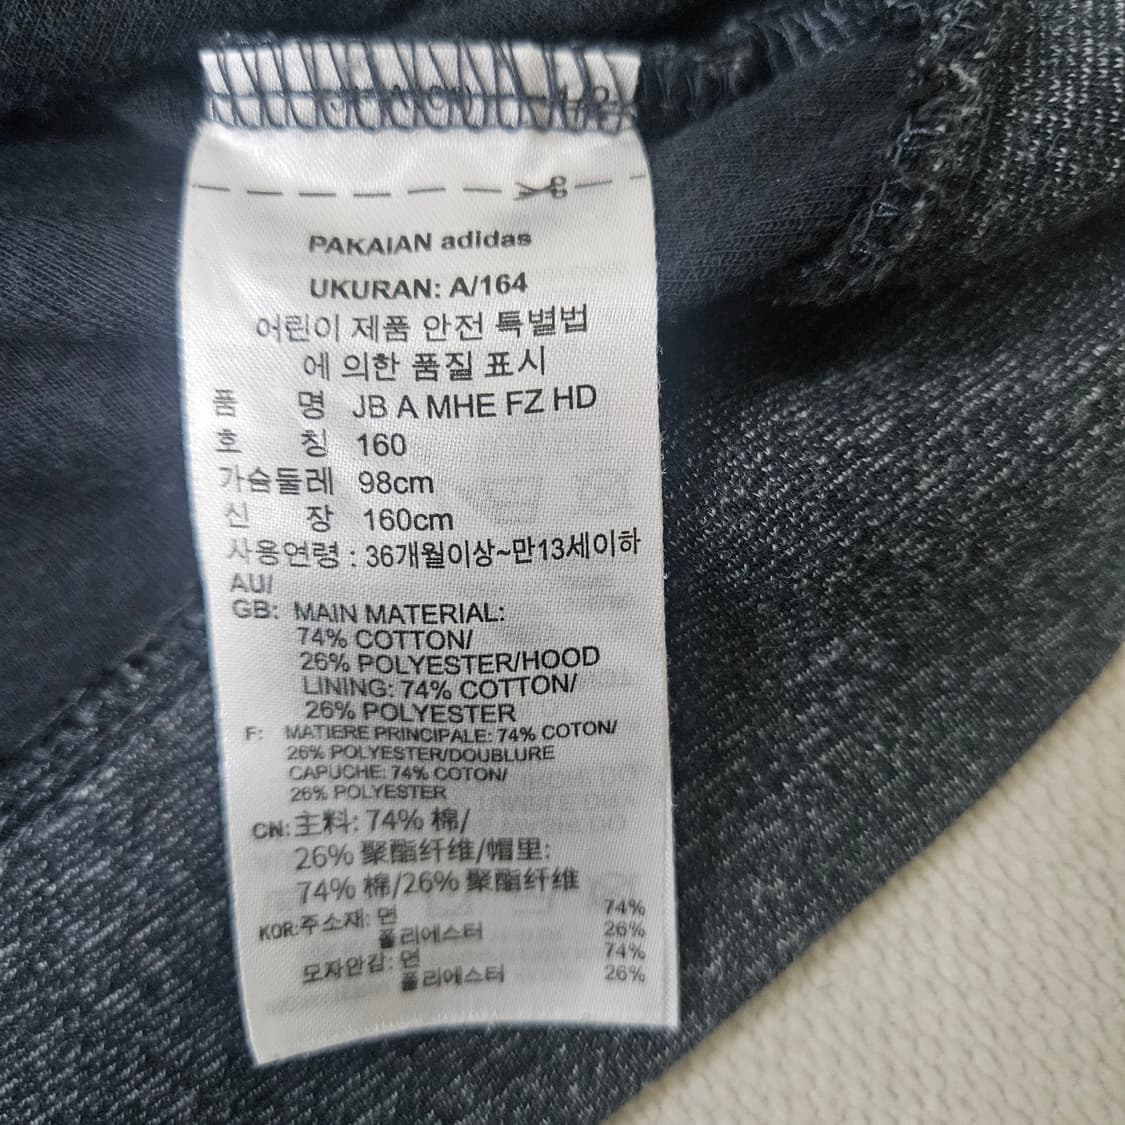 PAKAIAN adidas
UKURAN: A/164
어린이 제품 안전 특별법
에 의한 품질 표시
품 명 JB A MHE FZ HD
호 칭 160
가슴둘레 98cm
신 장 160cm
사용연령 : 36개월이상~만13세이하
AU/
GB: MAIN MATERIAL:
74% COTTON/
26% POLYESTER/HOOD
LINING: 74% COTTON/
26% POLYESTER
F: MATIERE PRINCIPALE: 74% COTON/
26% POLYESTER/DOUBLURE
CAPUCHE: 74% COTON/
26% POLYESTER
CN: 主料: 74% 棉/
26% 聚酯纤维/帽里:
74% 棉/26% 聚酯纤维
KOR: 주소재: 면 74%
폴리에스터 26%
모자안감: 면 74%
폴리에스터 26%